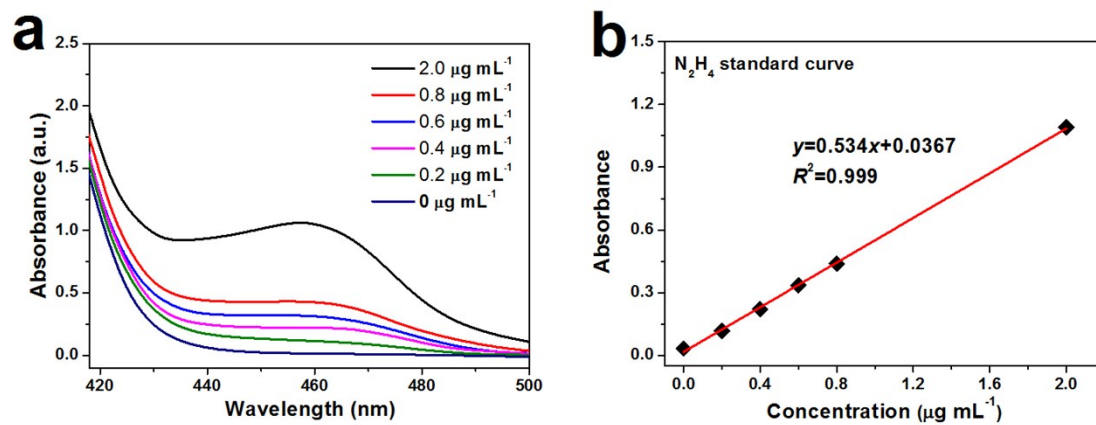 a
2.5
2.0
1.5
1.0
0.5
0.0
Absorbance (a.u.)
420 440 460 480 500
Wavelength (nm)
2.0 μg mL⁻¹
0.8 μg mL⁻¹
0.6 μg mL⁻¹
0.4 μg mL⁻¹
0.2 μg mL⁻¹
0 μg mL⁻¹
b
1.5
1.2
0.9
0.6
0.3
0.0
Absorbance
N₂H₄ standard curve
y=0.534x+0.0367
R²=0.999
0.0 0.4 0.8 1.2 1.6 2.0
Concentration (μg mL⁻¹)